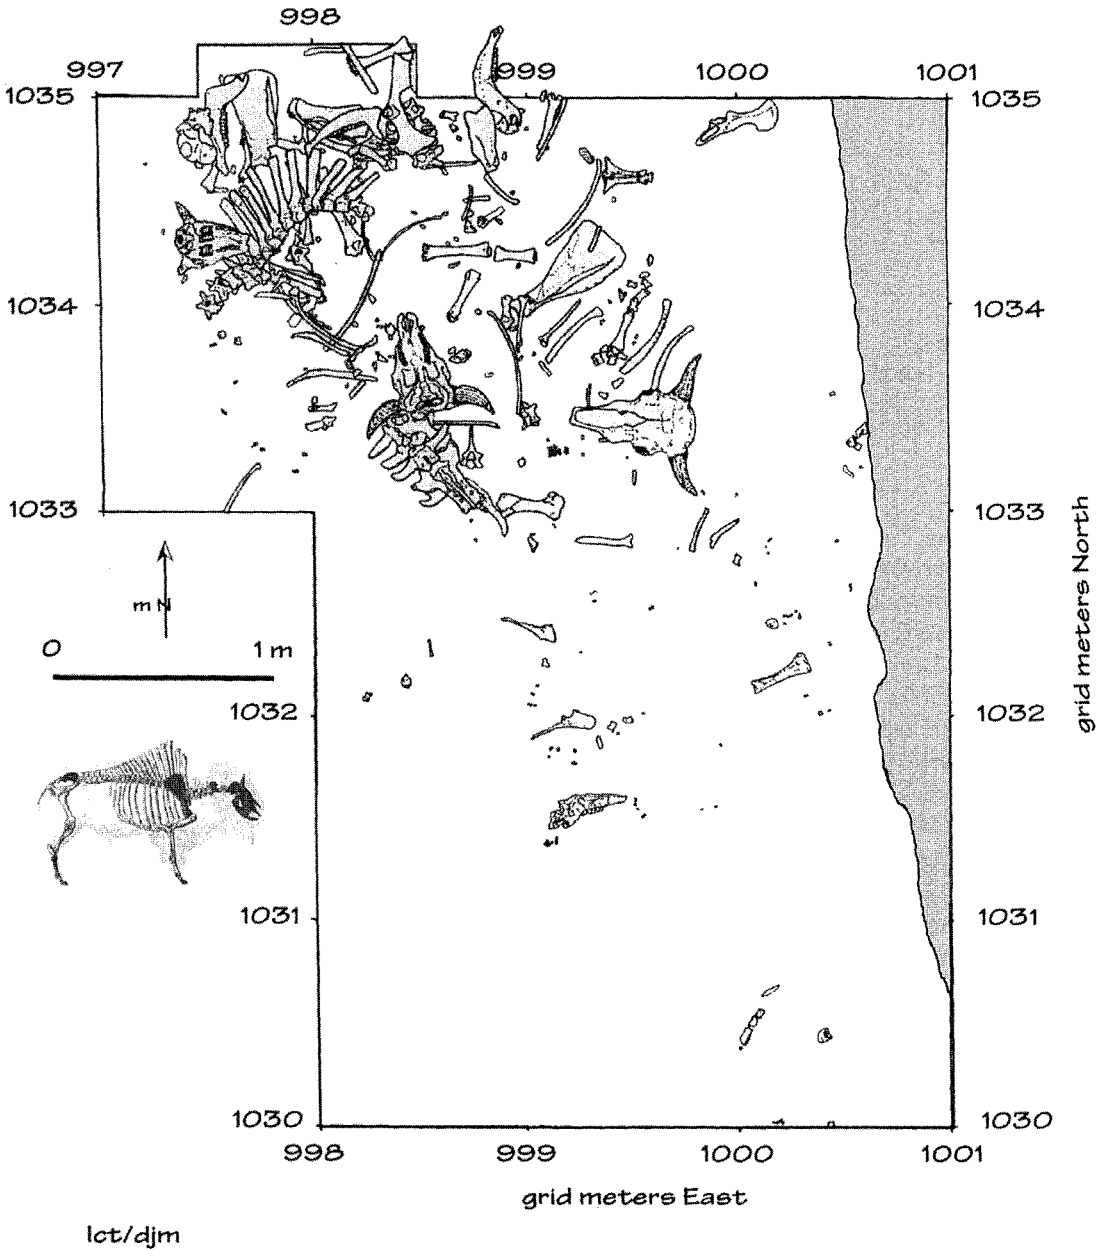 998
997 999 1000 1001
1035 1035
1034 1034
1033 1033
m N
0 1 m
1032 1032
1031 1031
1030 1030
998 999 1000 1001
grid meters East
grid meters North
lct/djm